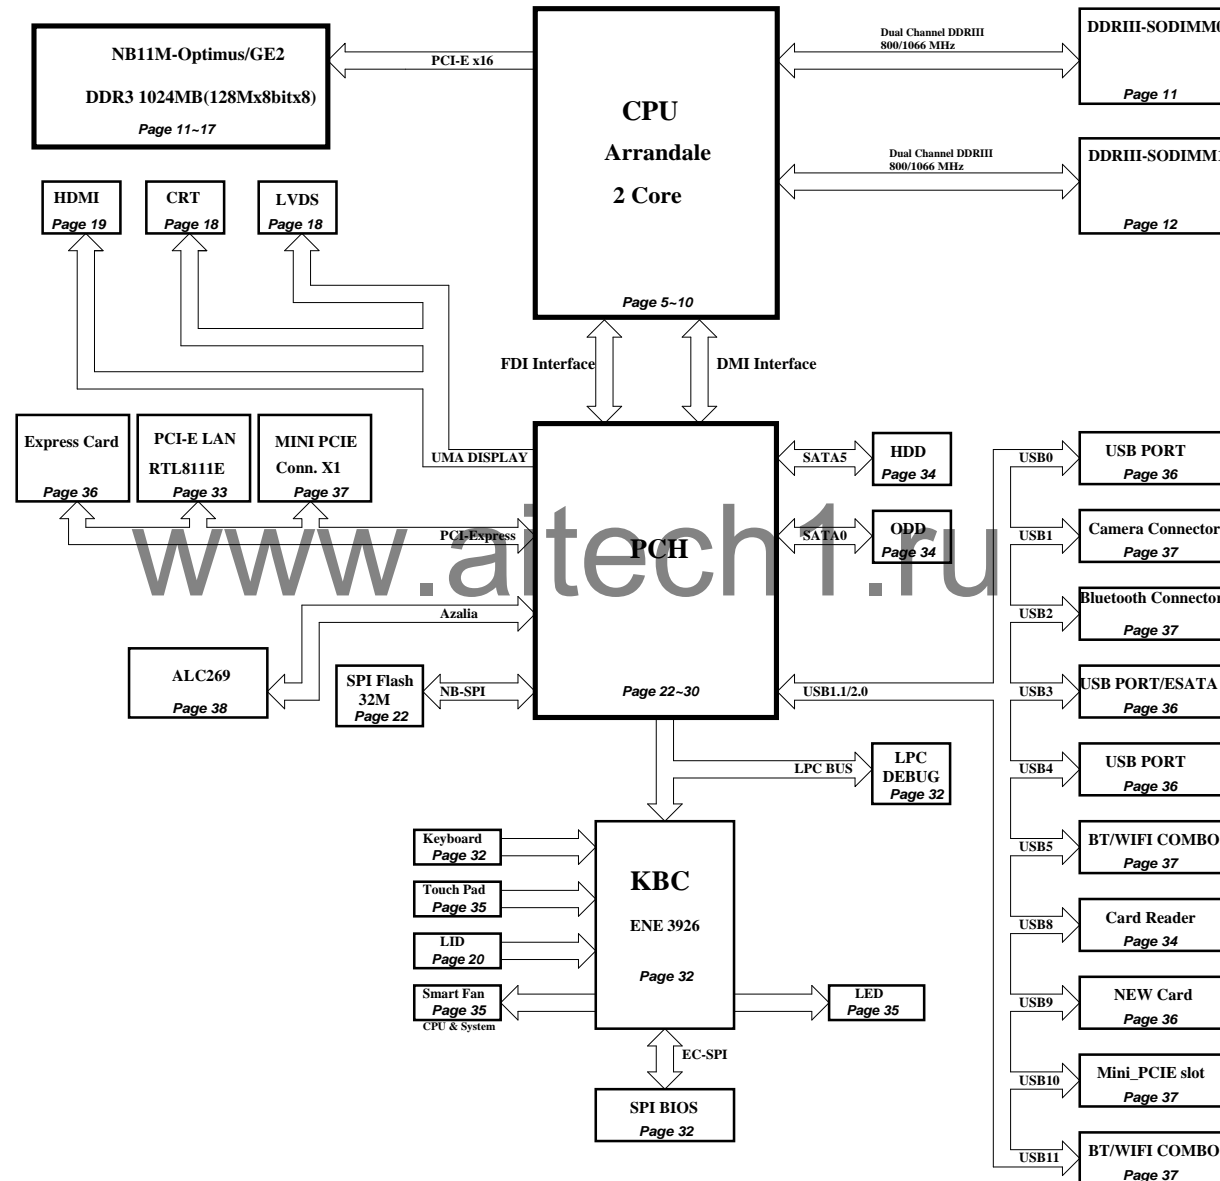 NB11M-Optimus/GE2
DDR3 1024MB(128Mx8bitx8)
Page 11~17
PCI-E x16
CPU
Arrandale
2 Core
Page 5~10
Dual Channel DDRIII
800/1066 MHz
DDRIII-SODIMM0
Page 11
Dual Channel DDRIII
800/1066 MHz
DDRIII-SODIMM1
Page 12
HDMI
Page 19
CRT
Page 18
LVDS
Page 18
FDI Interface
DMI Interface
Express Card
Page 36
PCI-E LAN
RTL8111E
Page 33
MINI PCIE
Conn. X1
Page 37
UMA DISPLAY
PCI-Express
PCH
Page 22~30
SATA5
HDD
Page 34
SATA0
ODD
Page 34
www.aitech1.ru
Azalia
ALC269
Page 38
SPI Flash
32M
Page 22
NB-SPI
USB1.1/2.0
USB0
USB PORT
Page 36
USB1
Camera Connector
Page 37
USB2
Bluetooth Connector
Page 37
USB3
USB PORT/ESATA
Page 36
USB4
USB PORT
Page 36
USB5
BT/WIFI COMBO
Page 37
USB8
Card Reader
Page 34
USB9
NEW Card
Page 36
USB10
Mini_PCIE slot
Page 37
USB11
BT/WIFI COMBO
Page 37
LPC BUS
LPC
DEBUG
Page 32
Keyboard
Page 32
Touch Pad
Page 35
LID
Page 20
Smart Fan
Page 35
CPU & System
KBC
ENE 3926
Page 32
LED
Page 35
EC-SPI
SPI BIOS
Page 32